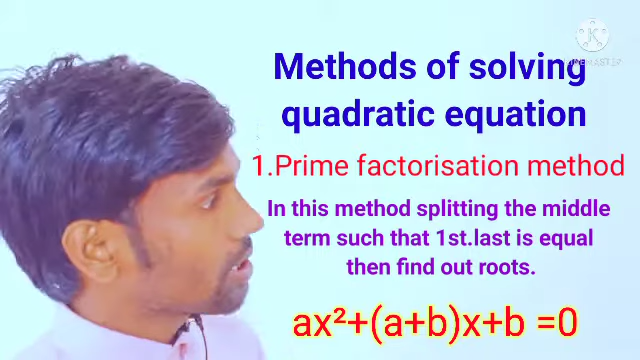 KINEMASTER
Methods of solving
quadratic equation
1.Prime factorisation method
In this method splitting the middle
term such that 1st.last is equal
then find out roots.
ax²+(a+b)x+b =0